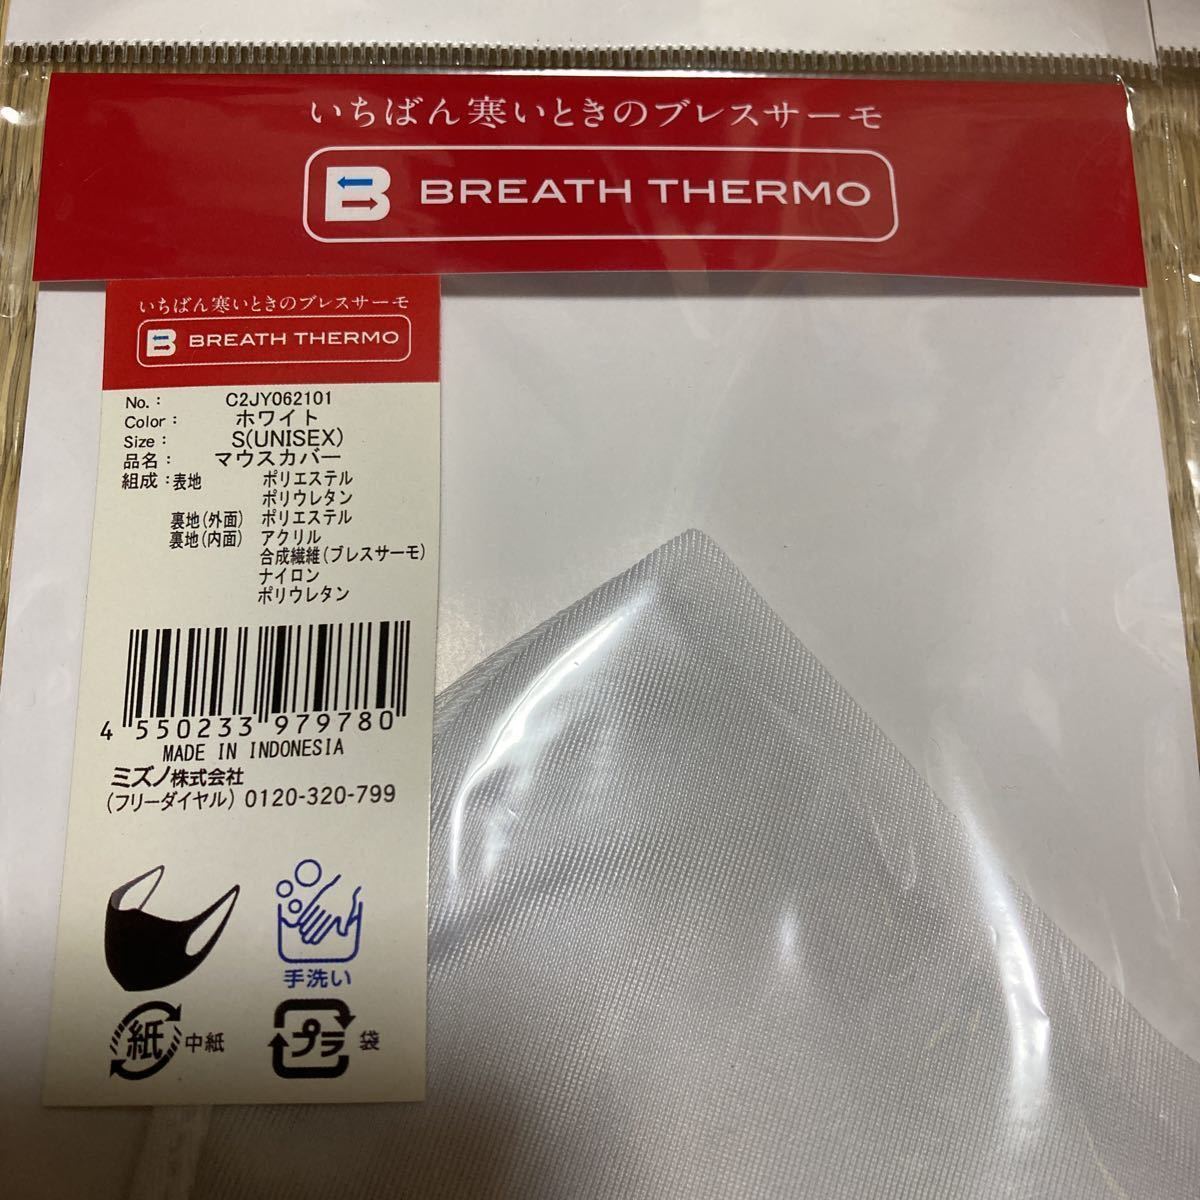 いちばん寒いときのブレスサーモ
B BREATH THERMO
いちばん寒いときのブレスサーモ
B BREATH THERMO
No.: C2JY062101
Color: ホワイト
Size: S(UNISEX)
品名: マウスカバー
組成:表地 ポリエステル
ポリウレタン
裏地(外面) ポリエステル
裏地(内面) アクリル
合成繊維(ブレスサーモ)
ナイロン
ポリウレタン
4 550233 979780
MADE IN INDONESIA
ミズノ株式会社
(フリーダイヤル) 0120-320-799
手洗い
紙 中紙
プラ 袋